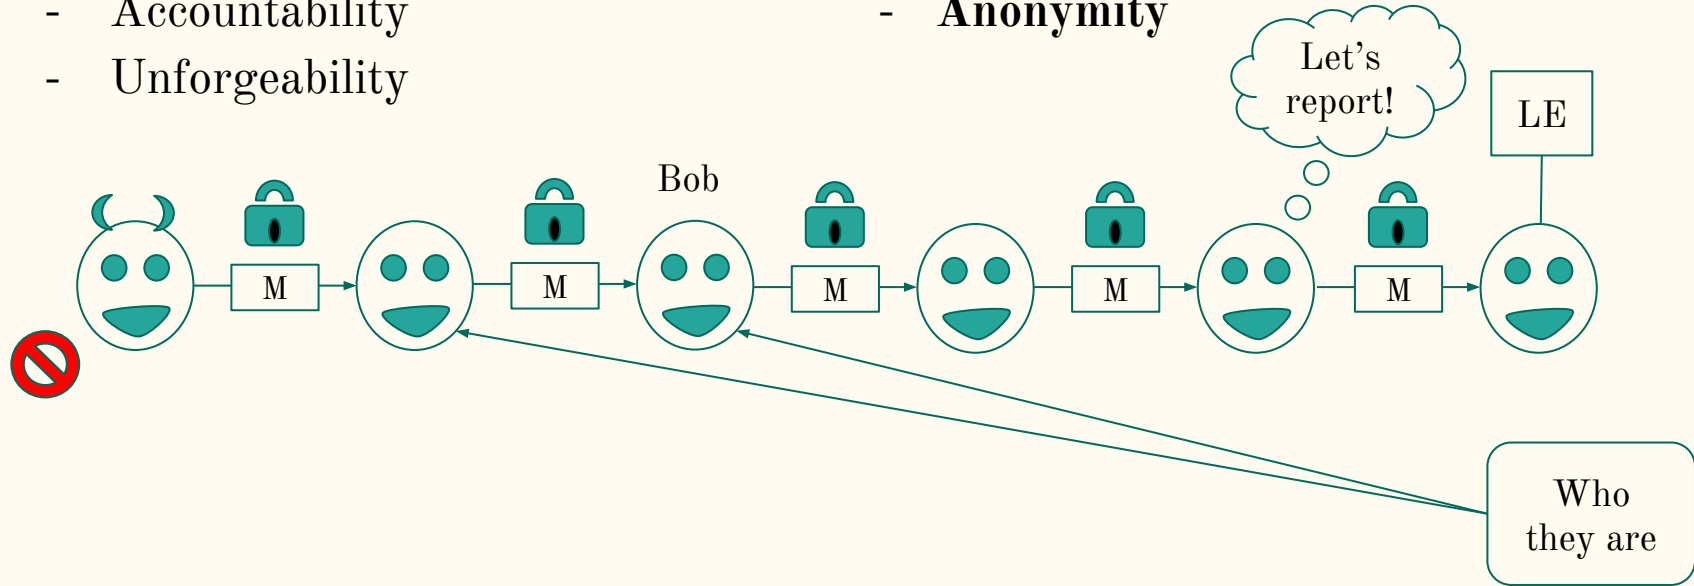 - Accountability
- Unforgeability
- Anonymity
Let's
report!
LE
Bob
M
M
M
M
M
Who
they are